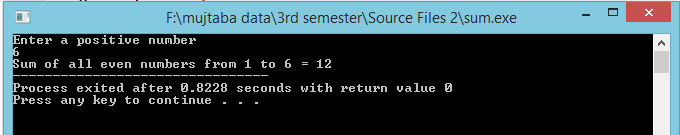 F:\mujtaba data\3rd semester\Source Files 2\sum.exe
Enter a positive number
6
Sum of all even numbers from 1 to 6 = 12
--------------------------------
Process exited after 0.8228 seconds with return value 0
Press any key to continue . . .